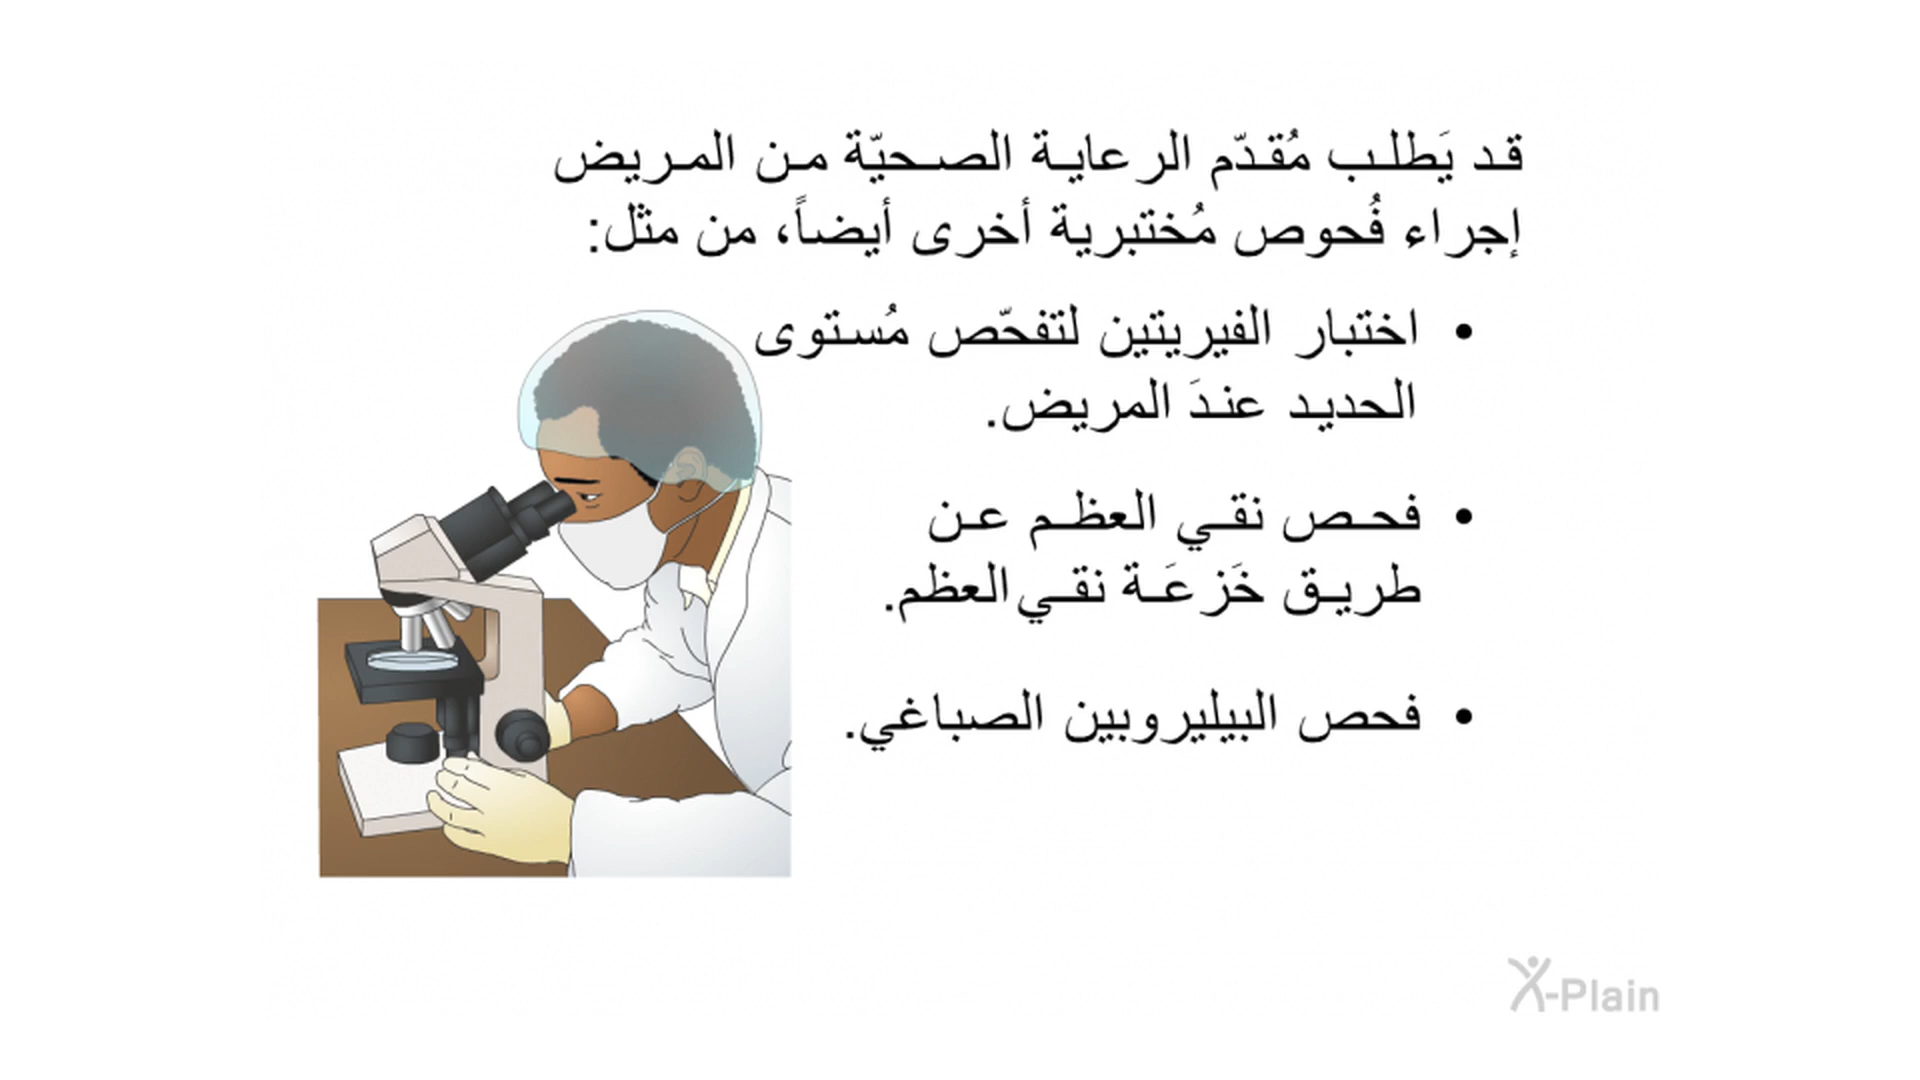 قد يَطلب مُقدّم الرعاية الصحيّة من المريض
إجراء فُحوص مُختبرية أخرى أيضاً، من مثل:
• اختبار الفيريتين لتفحّص مُستوى
الحديد عندَ المريض.
• فحص نقي العظم عن
طريق خَزعَة نقي العظم.
• فحص البيليروبين الصباغي.
X-Plain